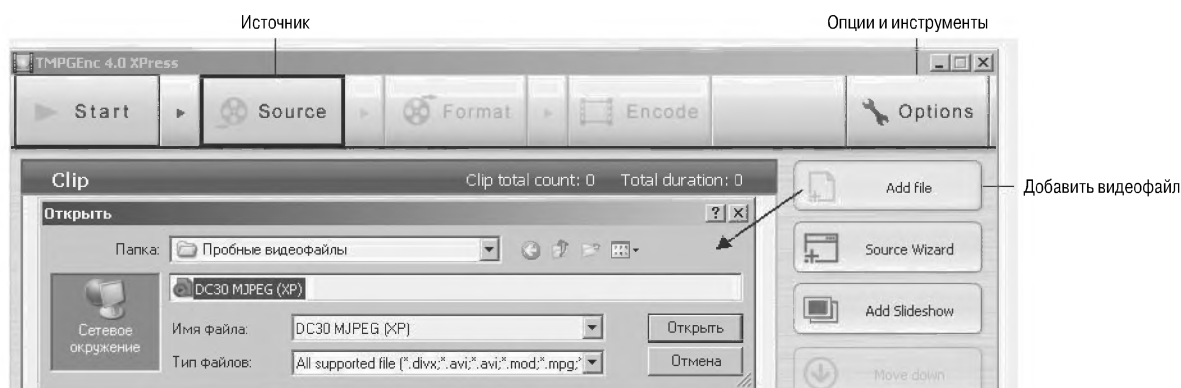 Источник
Опции и инструменты
TMPGEnc 4.0 XPress
Start
Source
Format
Encode
Options
Clip
Clip total count: 0
Total duration: 0
Add file
Добавить видеофайл
Открыть
Папка:
Пробные видеофайлы
Source Wizard
DC30 MJPEG (XP)
Сетевое окружение
Имя файла:
DC30 MJPEG (XP)
Открыть
Add Slideshow
Тип файлов:
All supported file (*.divx;*.avi;*.avi;*.mod;*.mpg;*
Отмена
Move down